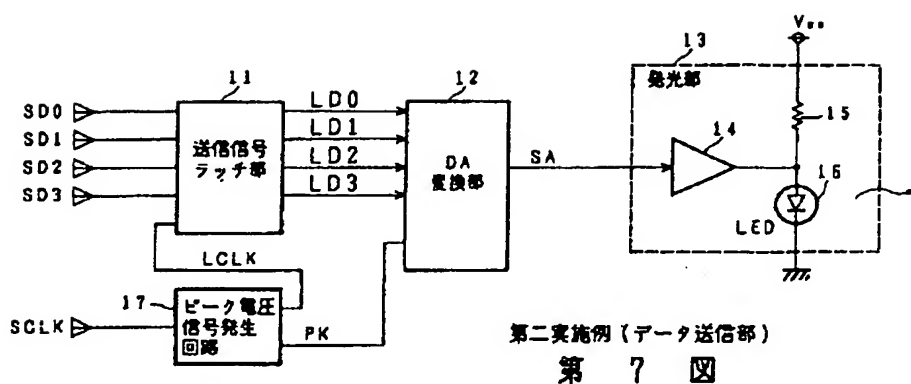 V
13
11
12
発光部
SD0
LD0
14
15
SD1
LD1
送信信号
ラッチ部
SD2
LD2
DA
変換部
SA
SD3
LD3
16
LED
LCLK
17
ピーク電圧
信号発生
回路
SCLK
PK
第二実施例(データ送信部)
第 7 図